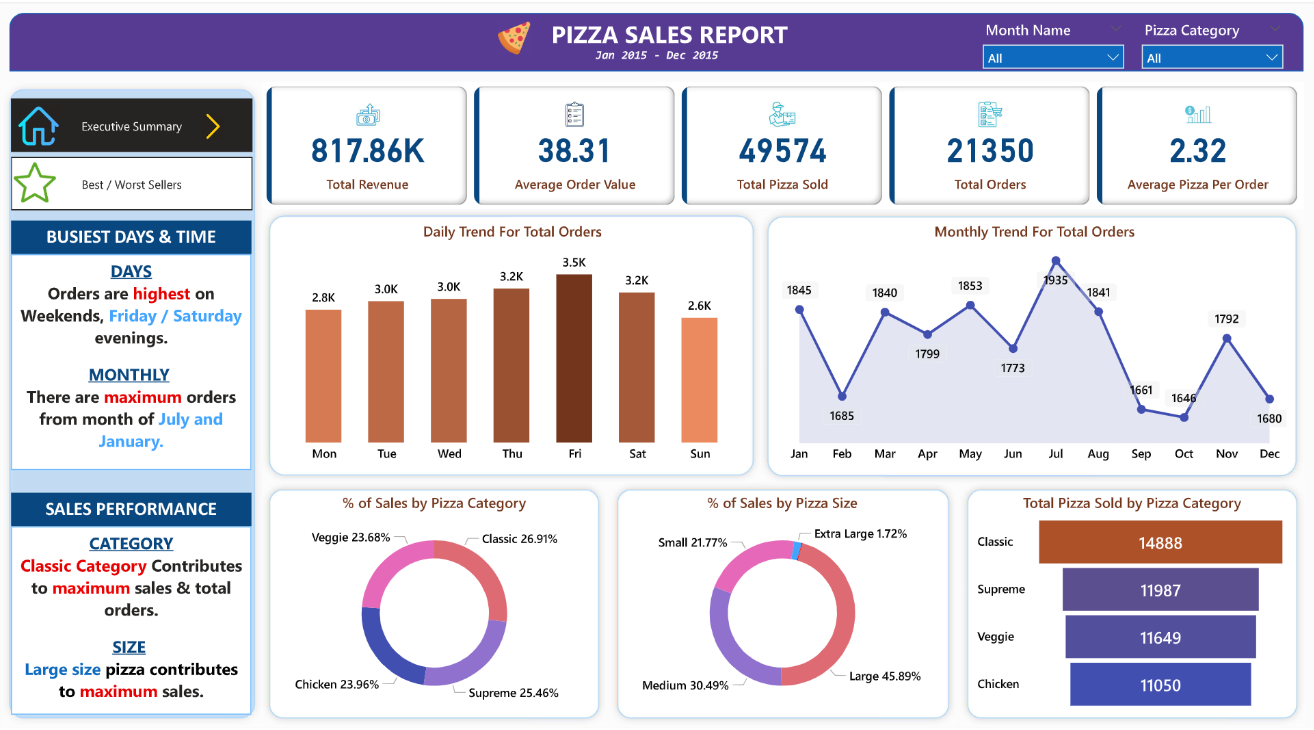 PIZZA SALES REPORT
Jan 2015 - Dec 2015
Month Name
All
Pizza Category
All
Executive Summary
Best / Worst Sellers
BUSIEST DAYS & TIME
DAYS
Orders are highest on
Weekends, Friday / Saturday
evenings.
MONTHLY
There are maximum orders
from month of July and
January.
SALES PERFORMANCE
CATEGORY
Classic Category Contributes
to maximum sales & total
orders.
SIZE
Large size pizza contributes
to maximum sales.
817.86K
Total Revenue
38.31
Average Order Value
49574
Total Pizza Sold
21350
Total Orders
2.32
Average Pizza Per Order
Daily Trend For Total Orders
2.8K
3.0K
3.0K
3.2K
3.5K
3.2K
2.6K
Mon Tue Wed Thu Fri Sat Sun
Monthly Trend For Total Orders
1845
1685
1840
1799
1853
1773
1935
1841
1661
1646
1792
1680
Jan Feb Mar Apr May Jun Jul Aug Sep Oct Nov Dec
% of Sales by Pizza Category
Veggie 23.68%
Classic 26.91%
Chicken 23.96%
Supreme 25.46%
% of Sales by Pizza Size
Extra Large 1.72%
Small 21.77%
Large 45.89%
Medium 30.49%
Total Pizza Sold by Pizza Category
Classic 14888
Supreme 11987
Veggie 11649
Chicken 11050